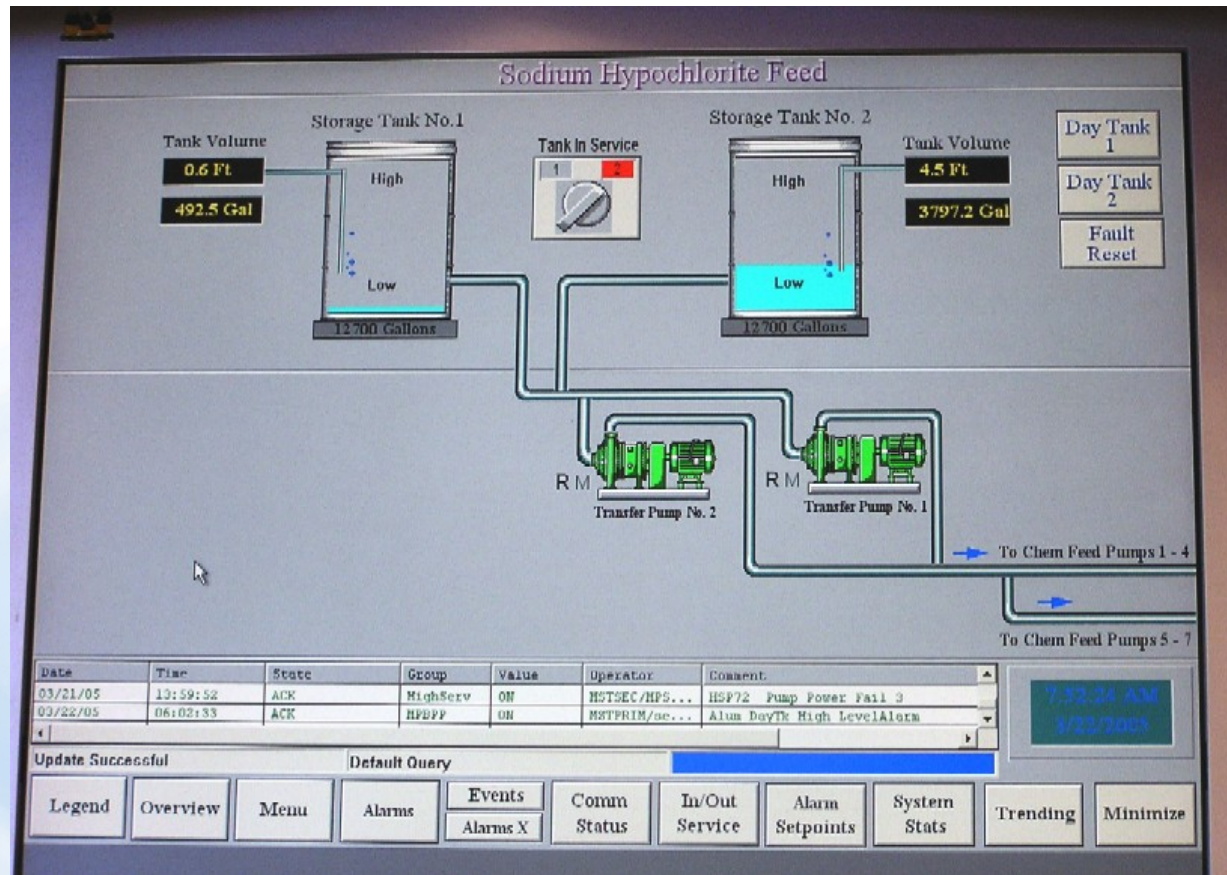 Sodium Hypochlorite Feed
Storage Tank No.1
Storage Tank No. 2
Tank Volume
Tank In Service
Tank Volume
Day Tank
1
0.6 Ft
High
1 2
High
4.5 Ft
Day Tank
2
492.5 Gal
3797.2 Gal
Fault
Reset
Low
Low
12700 Gallons
12700 Gallons
R M
R M
Transfer Pump No. 2
Transfer Pump No. 1
To Chem Feed Pumps 1 - 4
To Chem Feed Pumps 5 - 7
Date Time State Group Value Operator Comment
03/21/05 13:59:52 ACK HighServ ON MSTSEC/MPS... HSP72 Pump Power Fail 3
03/22/05 06:02:33 ACK ON Alum DayTk High LevelAlarm
7:52:24 AM
Update Successful Default Query
Legend
Overview
Menu
Alarms
Events
Alarms X
Comm
Status
In/Out
Service
Alarm
Setpoints
System
Stats
Trending
Minimize